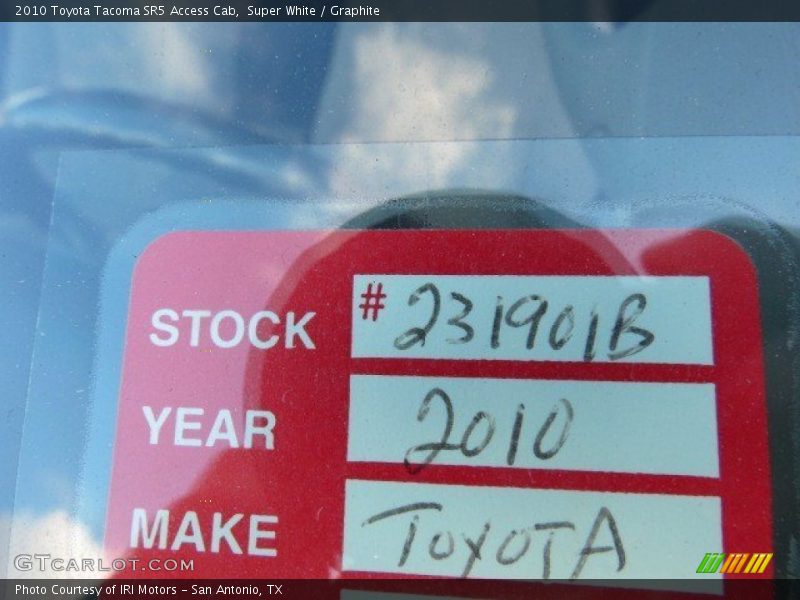 2010 Toyota Tacoma SR5 Access Cab, Super White / Graphite
STOCK # 231901B
YEAR 2010
MAKE TOYOTA
GTCARLOT.COM
Photo Courtesy of IRI Motors - San Antonio, TX